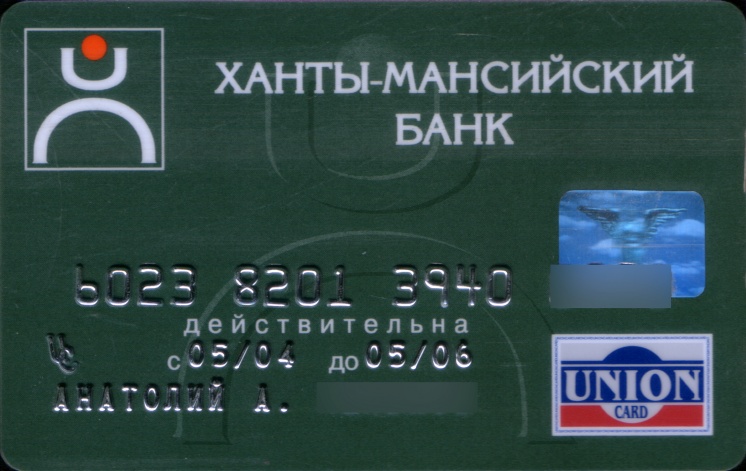 ХАНТЫ-МАНСИЙСКИЙ
БАНК
6023 8201 3940
действительна
с 05/04 до 05/06
АНАТОЛИЙ А.
UNION
CARD